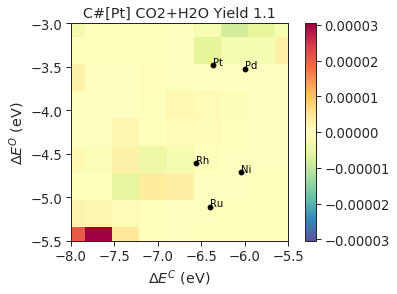 C#[Pt] CO2+H2O Yield 1.1
−3.0
−3.5
−4.0
−4.5
−5.0
−5.5
ΔE^O (eV)
Pt
Pd
Rh
Ni
Ru
−8.0 −7.5 −7.0 −6.5 −6.0 −5.5
ΔE^C (eV)
0.00003
0.00002
0.00001
0.00000
−0.00001
−0.00002
−0.00003